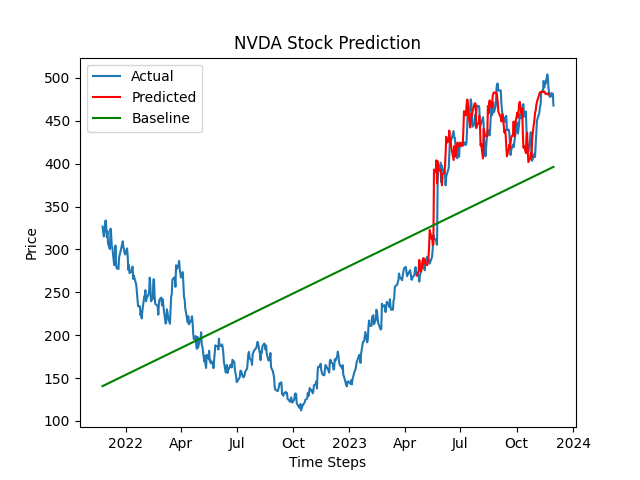 NVDA Stock Prediction
Actual
Predicted
Baseline
Price
500
450
400
350
300
250
200
150
100
2022 Apr Jul Oct 2023 Apr Jul Oct 2024
Time Steps